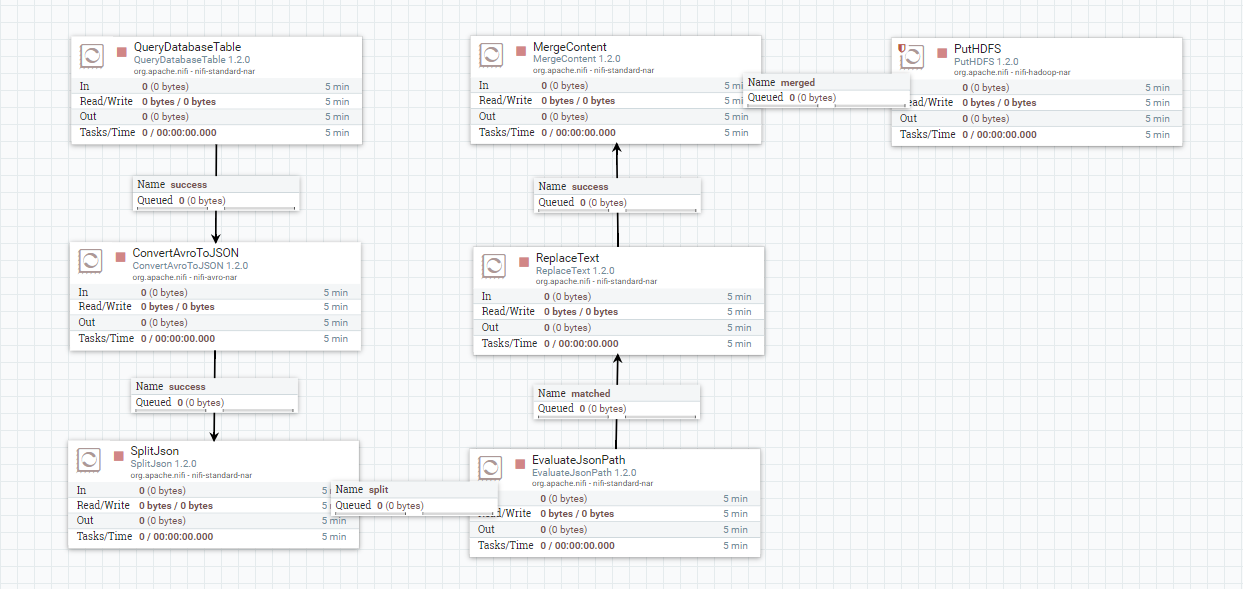 QueryDatabaseTable
QueryDatabaseTable 1.2.0
org.apache.nifi - nifi-standard-nar
In 0 (0 bytes) 5 min
Read/Write 0 bytes / 0 bytes 5 min
Out 0 (0 bytes) 5 min
Tasks/Time 0 / 00:00:00.000 5 min
Name success
Queued 0 (0 bytes)
ConvertAvroToJSON
ConvertAvroToJSON 1.2.0
org.apache.nifi - nifi-avro-nar
In 0 (0 bytes) 5 min
Read/Write 0 bytes / 0 bytes 5 min
Out 0 (0 bytes) 5 min
Tasks/Time 0 / 00:00:00.000 5 min
Name success
Queued 0 (0 bytes)
SplitJson
SplitJson 1.2.0
org.apache.nifi - nifi-standard-nar
In 0 (0 bytes) 5
Read/Write 0 bytes / 0 bytes 5
Out 0 (0 bytes) 5 min
Tasks/Time 0 / 00:00:00.000 5 min
Name split
Queued 0 (0 bytes)
EvaluateJsonPath
EvaluateJsonPath 1.2.0
org.apache.nifi - nifi-standard-nar
0 (0 bytes) 5 min
/Write 0 bytes / 0 bytes 5 min
Out 0 (0 bytes) 5 min
Tasks/Time 0 / 00:00:00.000 5 min
Name matched
Queued 0 (0 bytes)
ReplaceText
ReplaceText 1.2.0
org.apache.nifi - nifi-standard-nar
In 0 (0 bytes) 5 min
Read/Write 0 bytes / 0 bytes 5 min
Out 0 (0 bytes) 5 min
Tasks/Time 0 / 00:00:00.000 5 min
Name success
Queued 0 (0 bytes)
MergeContent
MergeContent 1.2.0
org.apache.nifi - nifi-standard-nar
In 0 (0 bytes) 5 m
Read/Write 0 bytes / 0 bytes 5 m
Out 0 (0 bytes) 5 min
Tasks/Time 0 / 00:00:00.000 5 min
Name merged
Queued 0 (0 bytes)
PutHDFS
PutHDFS 1.2.0
org.apache.nifi - nifi-hadoop-nar
0 (0 bytes) 5 min
ead/Write 0 bytes / 0 bytes 5 min
Out 0 (0 bytes) 5 min
Tasks/Time 0 / 00:00:00.000 5 min